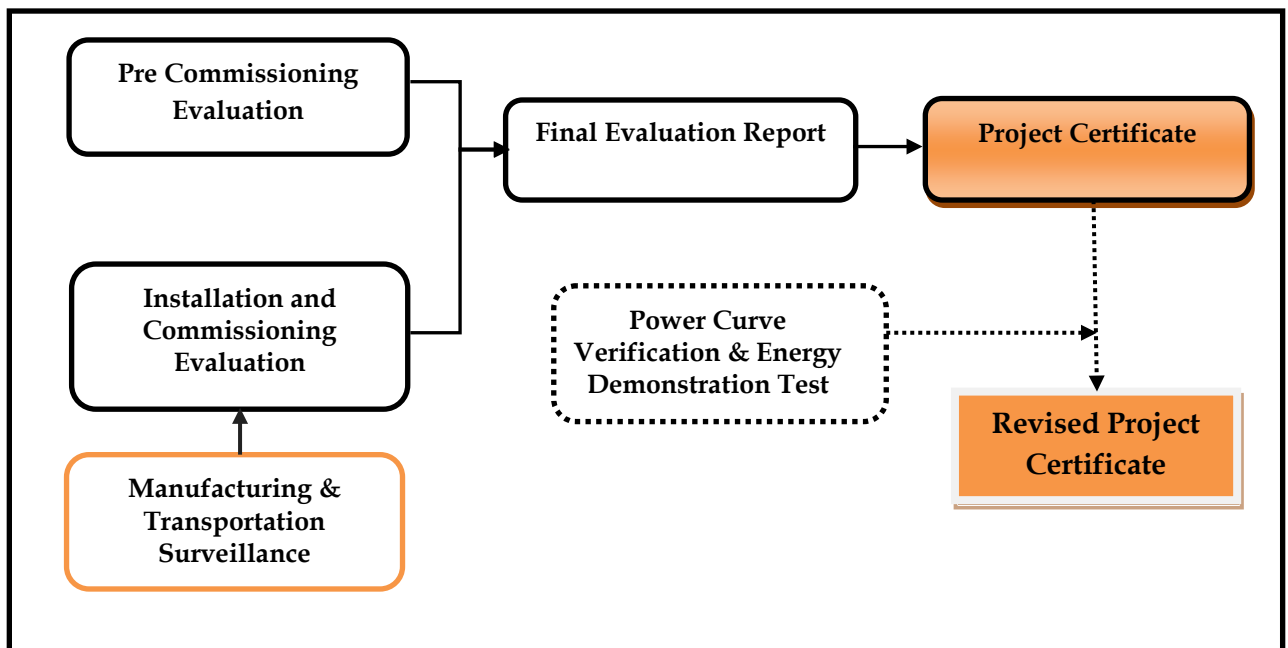 Pre Commissioning
Evaluation
Final Evaluation Report
Project Certificate
Installation and
Commissioning
Evaluation
Power Curve
Verification & Energy
Demonstration Test
Revised Project
Certificate
Manufacturing &
Transportation
Surveillance